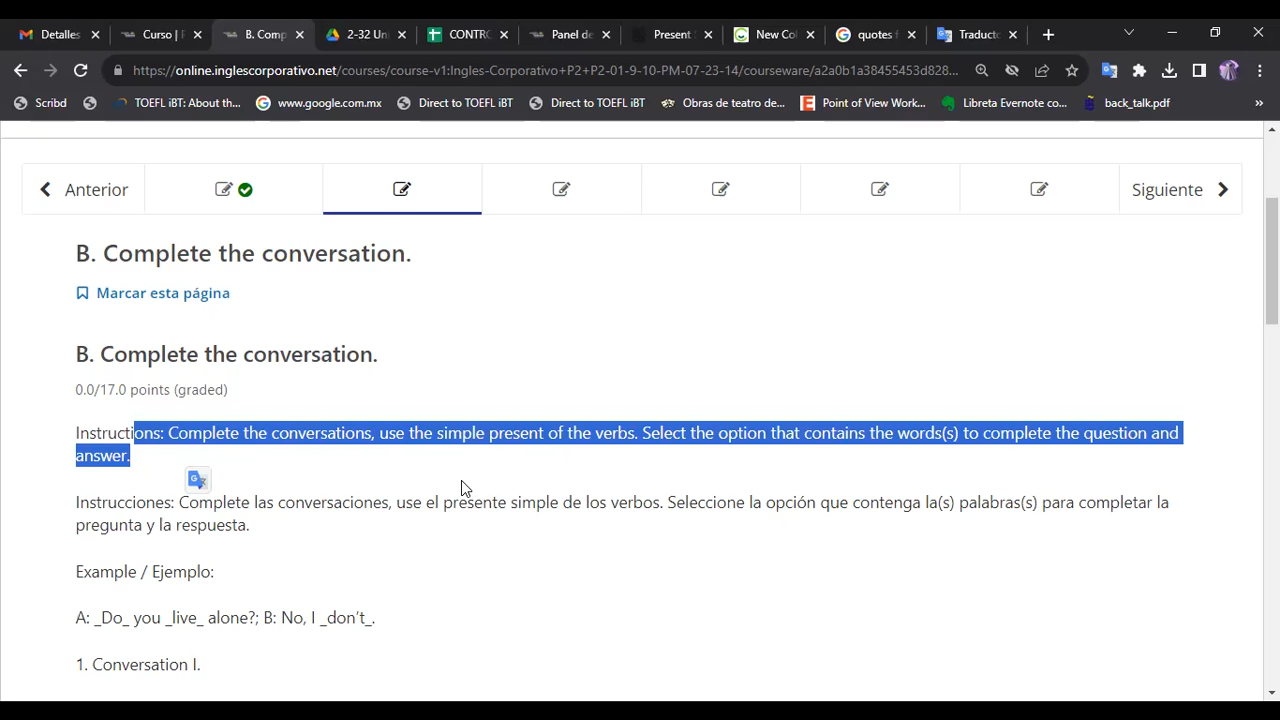 Detalles
Curso | P
B. Comp
2-32 Un
CONTRO
Panel de
Present S
New Col
quotes f
Traducto
https://online.inglescorporativo.net/courses/course-v1:Ingles-Corporativo+P2+P2-01-9-10-PM-07-23-14/courseware/a2a0b1a38455453d828...
Scribd
TOEFL iBT: About th...
www.google.com.mx
Direct to TOEFL iBT
Direct to TOEFL iBT
Obras de teatro de...
Point of View Work...
Libreta Evernote co...
back_talk.pdf
»
Anterior
Siguiente
B. Complete the conversation.
Marcar esta página
B. Complete the conversation.
0.0/17.0 points (graded)
Instructions: Complete the conversations, use the simple present of the verbs. Select the option that contains the words(s) to complete the question and
answer.
Instrucciones: Complete las conversaciones, use el presente simple de los verbos. Seleccione la opción que contenga la(s) palabras(s) para completar la
pregunta y la respuesta.
Example / Ejemplo:
A: _Do_ you _live_ alone?; B: No, I _don't_.
1. Conversation I.